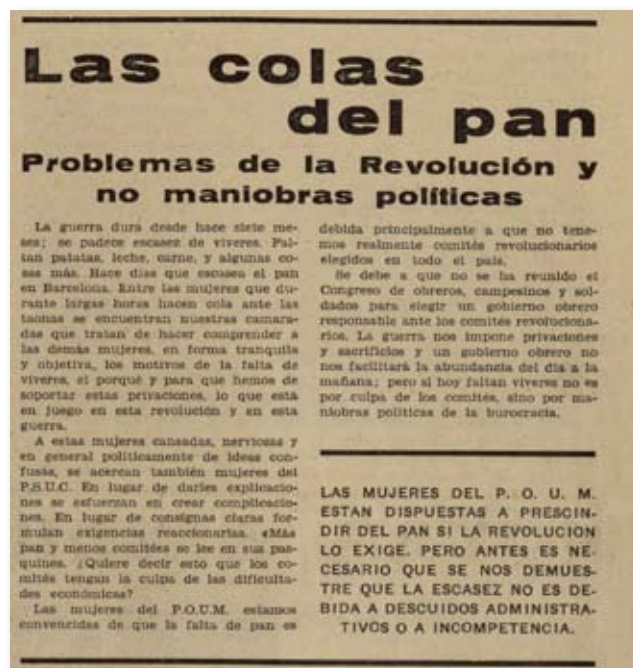 Las colas
del pan
Problemas de la Revolución y
no maniobras políticas
La guerra dura desde hace siete me-
ses; se padece escasez de víveres. Fal-
tan patatas, leche, carne, y algunas co-
sas más. Hace días que escasea el pan
en Barcelona. Entre las mujeres que du-
rante largas horas hacen cola ante las
taonas se encuentran nuestras camara-
das que tratan de hacer comprender a
las demás mujeres, en forma tranquila
y objetiva, los motivos de la falta de
víveres, el porqué y para que hemos de
soportar estas privaciones, lo que está
en juego en esta revolución y en esta
guerra.
A estas mujeres cansadas, nerviosas y
en general políticamente de ideas con-
fusas, se acercan también mujeres del
P.S.U.C. En lugar de darles explicacio-
nes se esfuerzan en crear complicacio-
nes. En lugar de consignas claras for-
mulan exigencias reaccionarias. «Más
pan y menos comités» se lee en sus pas-
quines. ¿Quiere decir esto que los co-
mités tengan la culpa de las dificulta-
des económicas?
Las mujeres del P.O.U.M. estamos
convencidas de que la falta de pan es
debida principalmente a que no tene-
mos realmente comités revolucionarios
elegidos en todo el país.
Se debe a que no se ha reunido el
Congreso de obreros, campesinos y sol-
dados para elegir un gobierno obrero
responsable ante los comités revoluciona-
rios. La guerra nos impone privaciones
y sacrificios y un gobierno obrero no
nos facilitará la abundancia del día a la
mañana; pero si hoy faltan víveres no es
por culpa de los comités, sino por ma-
niobras políticas de la burocracia.
LAS MUJERES DEL P. O. U. M.
ESTAN DISPUESTAS A PRESCIN-
DIR DEL PAN SI LA REVOLUCION
LO EXIGE. PERO ANTES ES NE-
CESARIO QUE SE NOS DEMUES-
TRE QUE LA ESCASEZ NO ES DE-
BIDA A DESCUIDOS ADMINISTRA-
TIVOS O A INCOMPETENCIA.